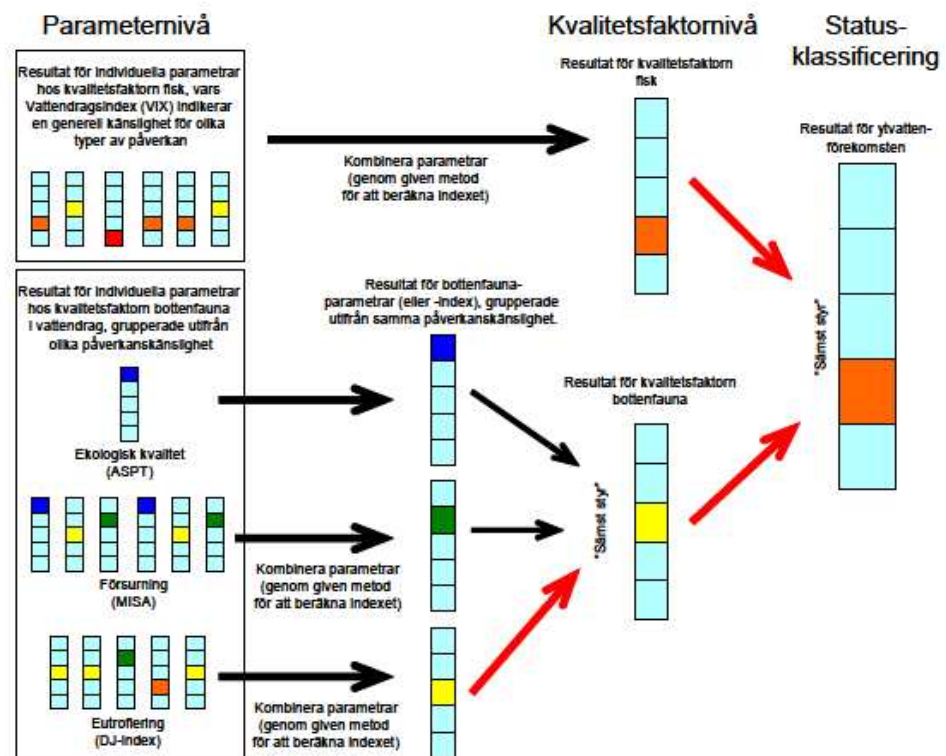 Parameternivå
Kvalitetsfaktornivå
Status-
klassificering
Resultat för individuella parametrar
hos kvalitetsfaktorn fisk, vars
Vattendragsindex (VIX) indikerar
en generell känslighet för olika
typer av påverkan
Kombinera parametrar
(genom given metod
för att beräkna indexet)
Resultat för kvalitetsfaktorn
fisk
Resultat för ytvatten-
förekomsten
"Sämst styr"
Resultat för individuella parametrar
hos kvalitetsfaktorn bottenfauna
i vattendrag, grupperade utifrån
olika påverkanskänslighet
Resultat för bottenfauna-
parametrar (eller -index), grupperade
utifrån samma påverkanskänslighet.
Ekologisk kvalitet
(ASPT)
Resultat för kvalitetsfaktorn
bottenfauna
"Sämst styr"
Försurning
(MISA)
Kombinera parametrar
(genom given metod
för att beräkna indexet)
Eutrofiering
(DJ-index)
Kombinera parametrar
(genom given metod
för att beräkna indexet)